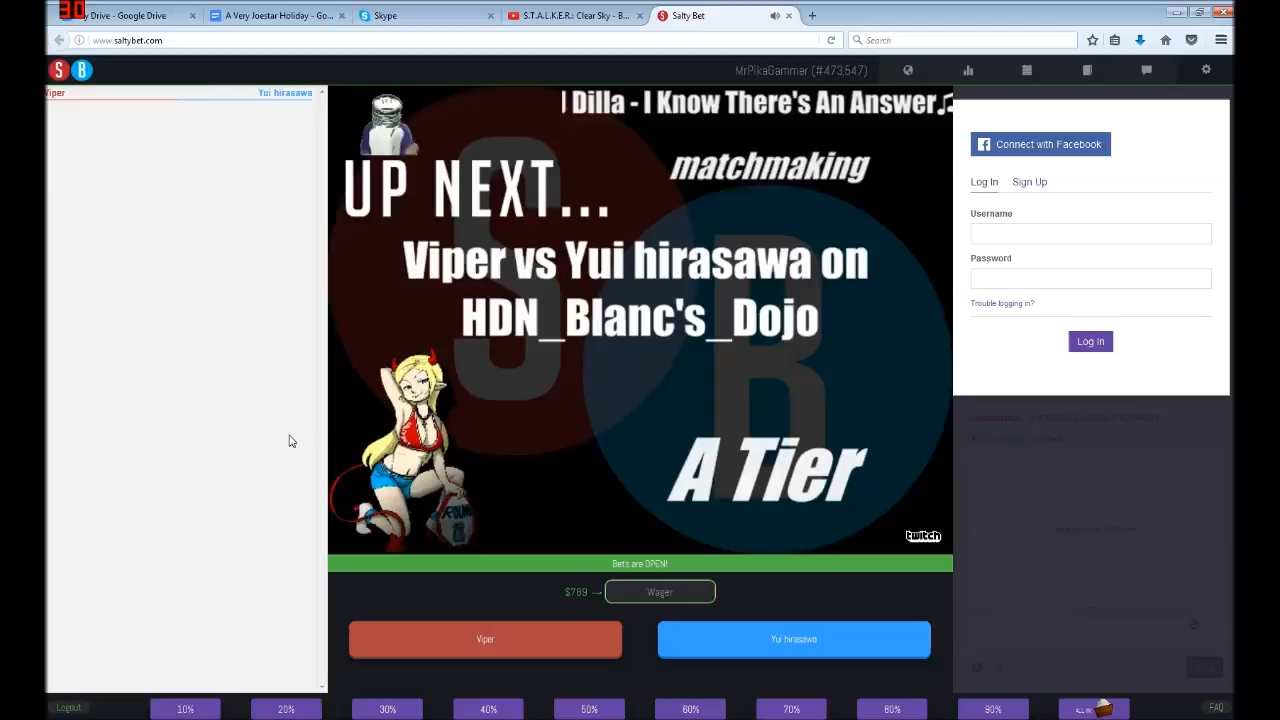 30
y Drive - Google Drive
A Very Joestar Holiday - Go...
Skype
S.T.A.L.K.E.R.: Clear Sky - B...
Salty Bet
www.saltybet.com
Search
S B
MrPikaGammer (#473,547)
Viper
Yui hirasawa
Dilla - I Know There's An Answer♫
matchmaking
UP NEXT...
Viper vs Yui hirasawa on
HDN_Blanc's_Dojo
A Tier
twitch
Connect with Facebook
Log In
Sign Up
Username
Password
Trouble logging in?
Log In
Bets are OPEN!
$789 →
Wager
Viper
Yui hirasawa
Logout
10%
20%
30%
40%
50%
60%
70%
80%
90%
ALL IN
FAQ